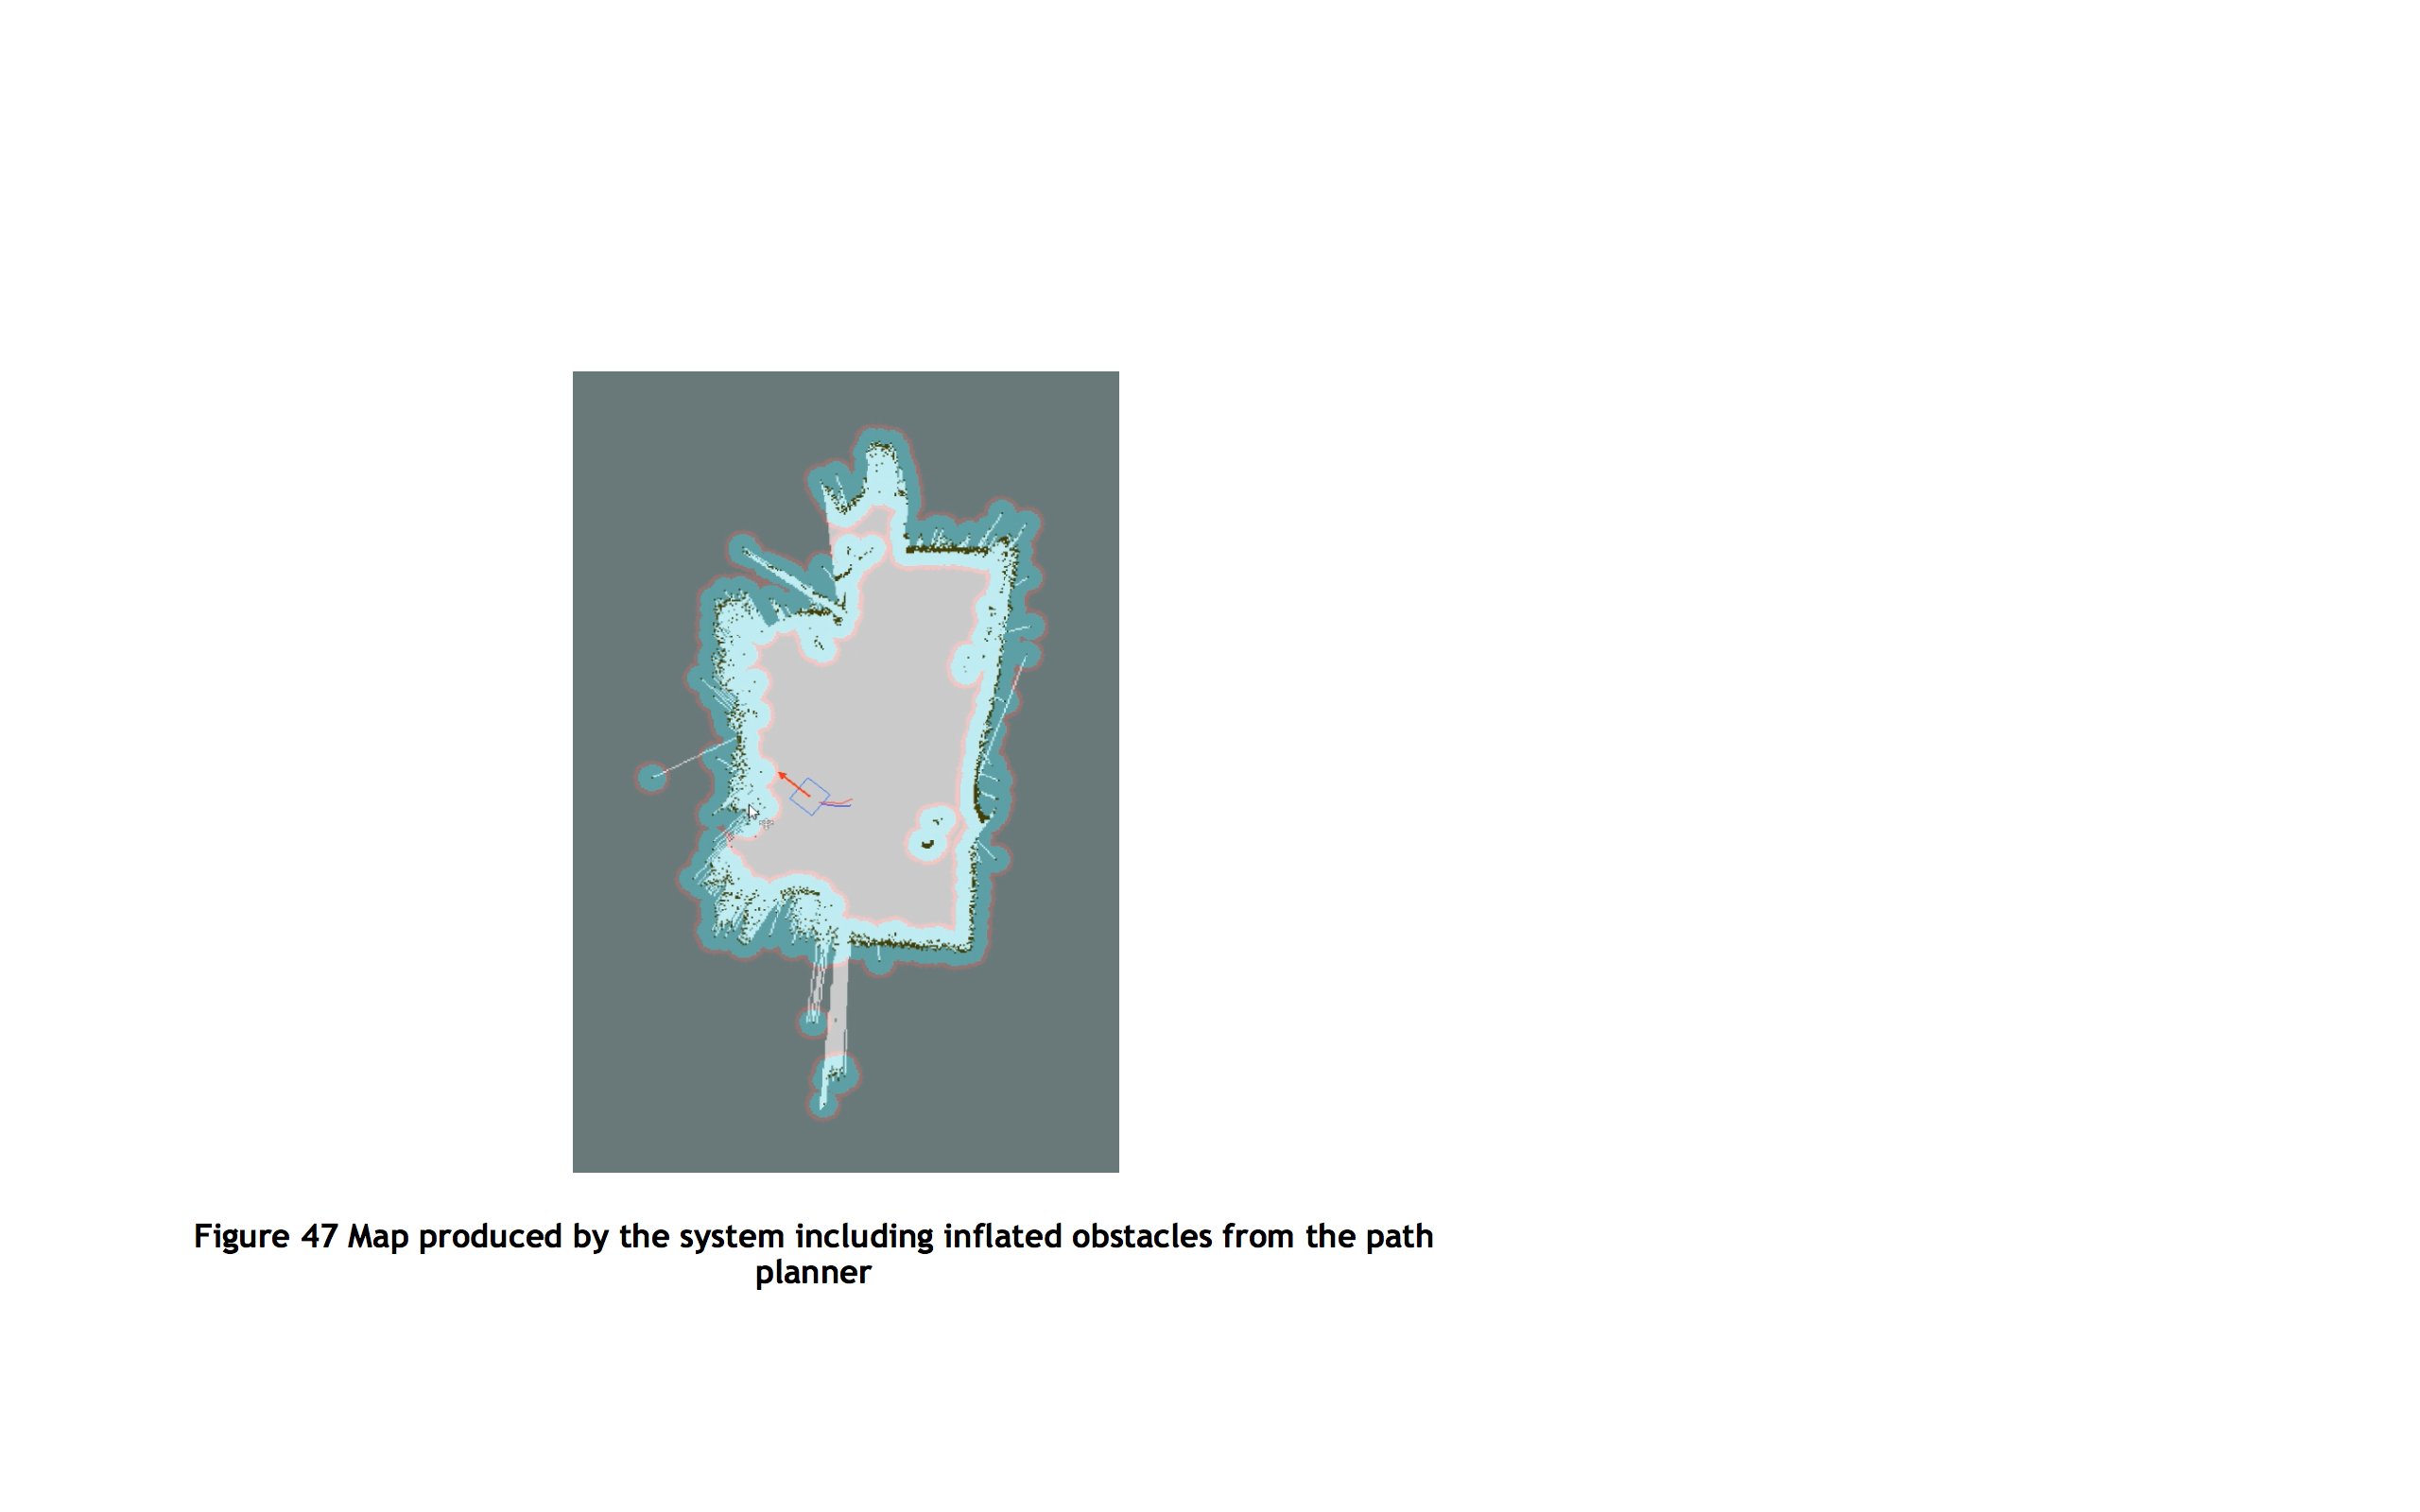 Figure 47 Map produced by the system including inflated obstacles from the path
planner